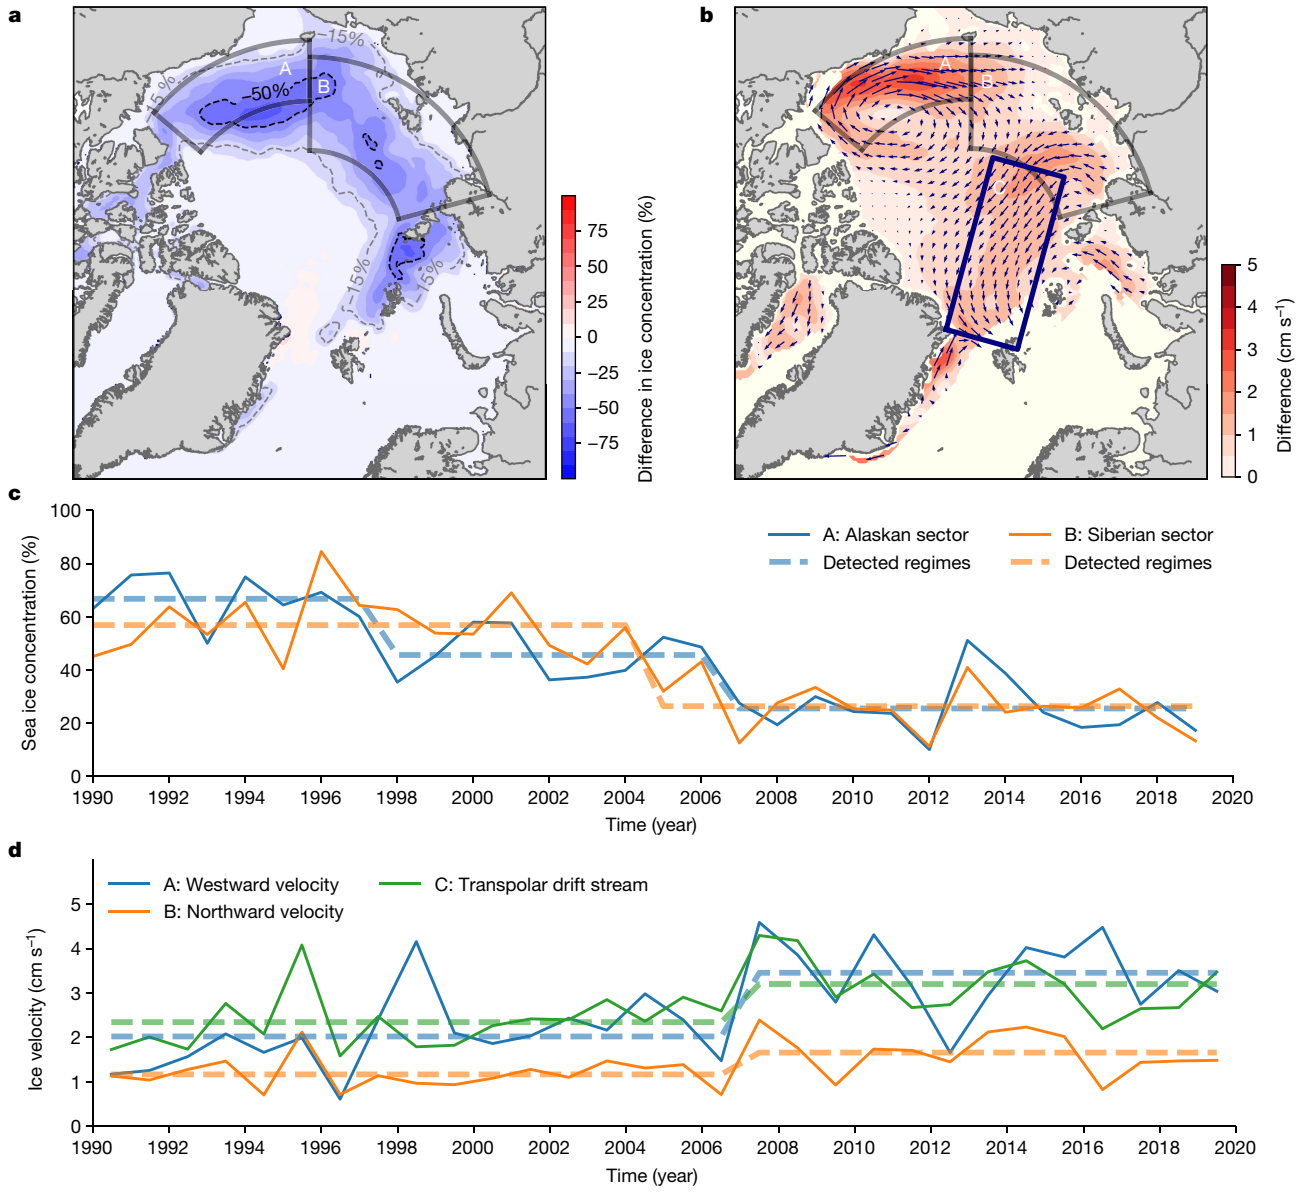 a
−15%
−15%
A
B
−50%
−15%
−15%
75
50
25
0
−25
−50
−75
Difference in ice concentration (%)
b
A
B
C
5
4
3
2
1
0
Difference (cm s⁻¹)
c
100
80
60
40
20
0
Sea ice concentration (%)
A: Alaskan sector
Detected regimes
B: Siberian sector
Detected regimes
1990 1992 1994 1996 1998 2000 2002 2004 2006 2008 2010 2012 2014 2016 2018 2020
Time (year)
d
A: Westward velocity
B: Northward velocity
C: Transpolar drift stream
5
4
3
2
1
0
Ice velocity (cm s⁻¹)
1990 1992 1994 1996 1998 2000 2002 2004 2006 2008 2010 2012 2014 2016 2018 2020
Time (year)